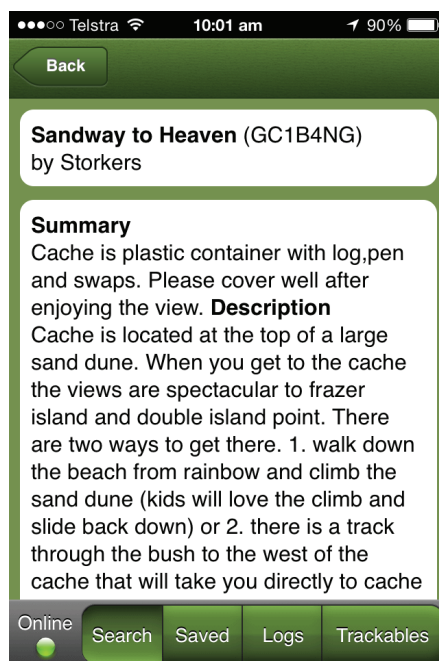 Telstra 10:01 am 90%
Back
Sandway to Heaven (GC1B4NG)
by Storkers
Summary
Cache is plastic container with log,pen
and swaps. Please cover well after
enjoying the view. Description
Cache is located at the top of a large
sand dune. When you get to the cache
the views are spectacular to frazer
island and double island point. There
are two ways to get there. 1. walk down
the beach from rainbow and climb the
sand dune (kids will love the climb and
slide back down) or 2. there is a track
through the bush to the west of the
cache that will take you directly to cache
Online Search Saved Logs Trackables